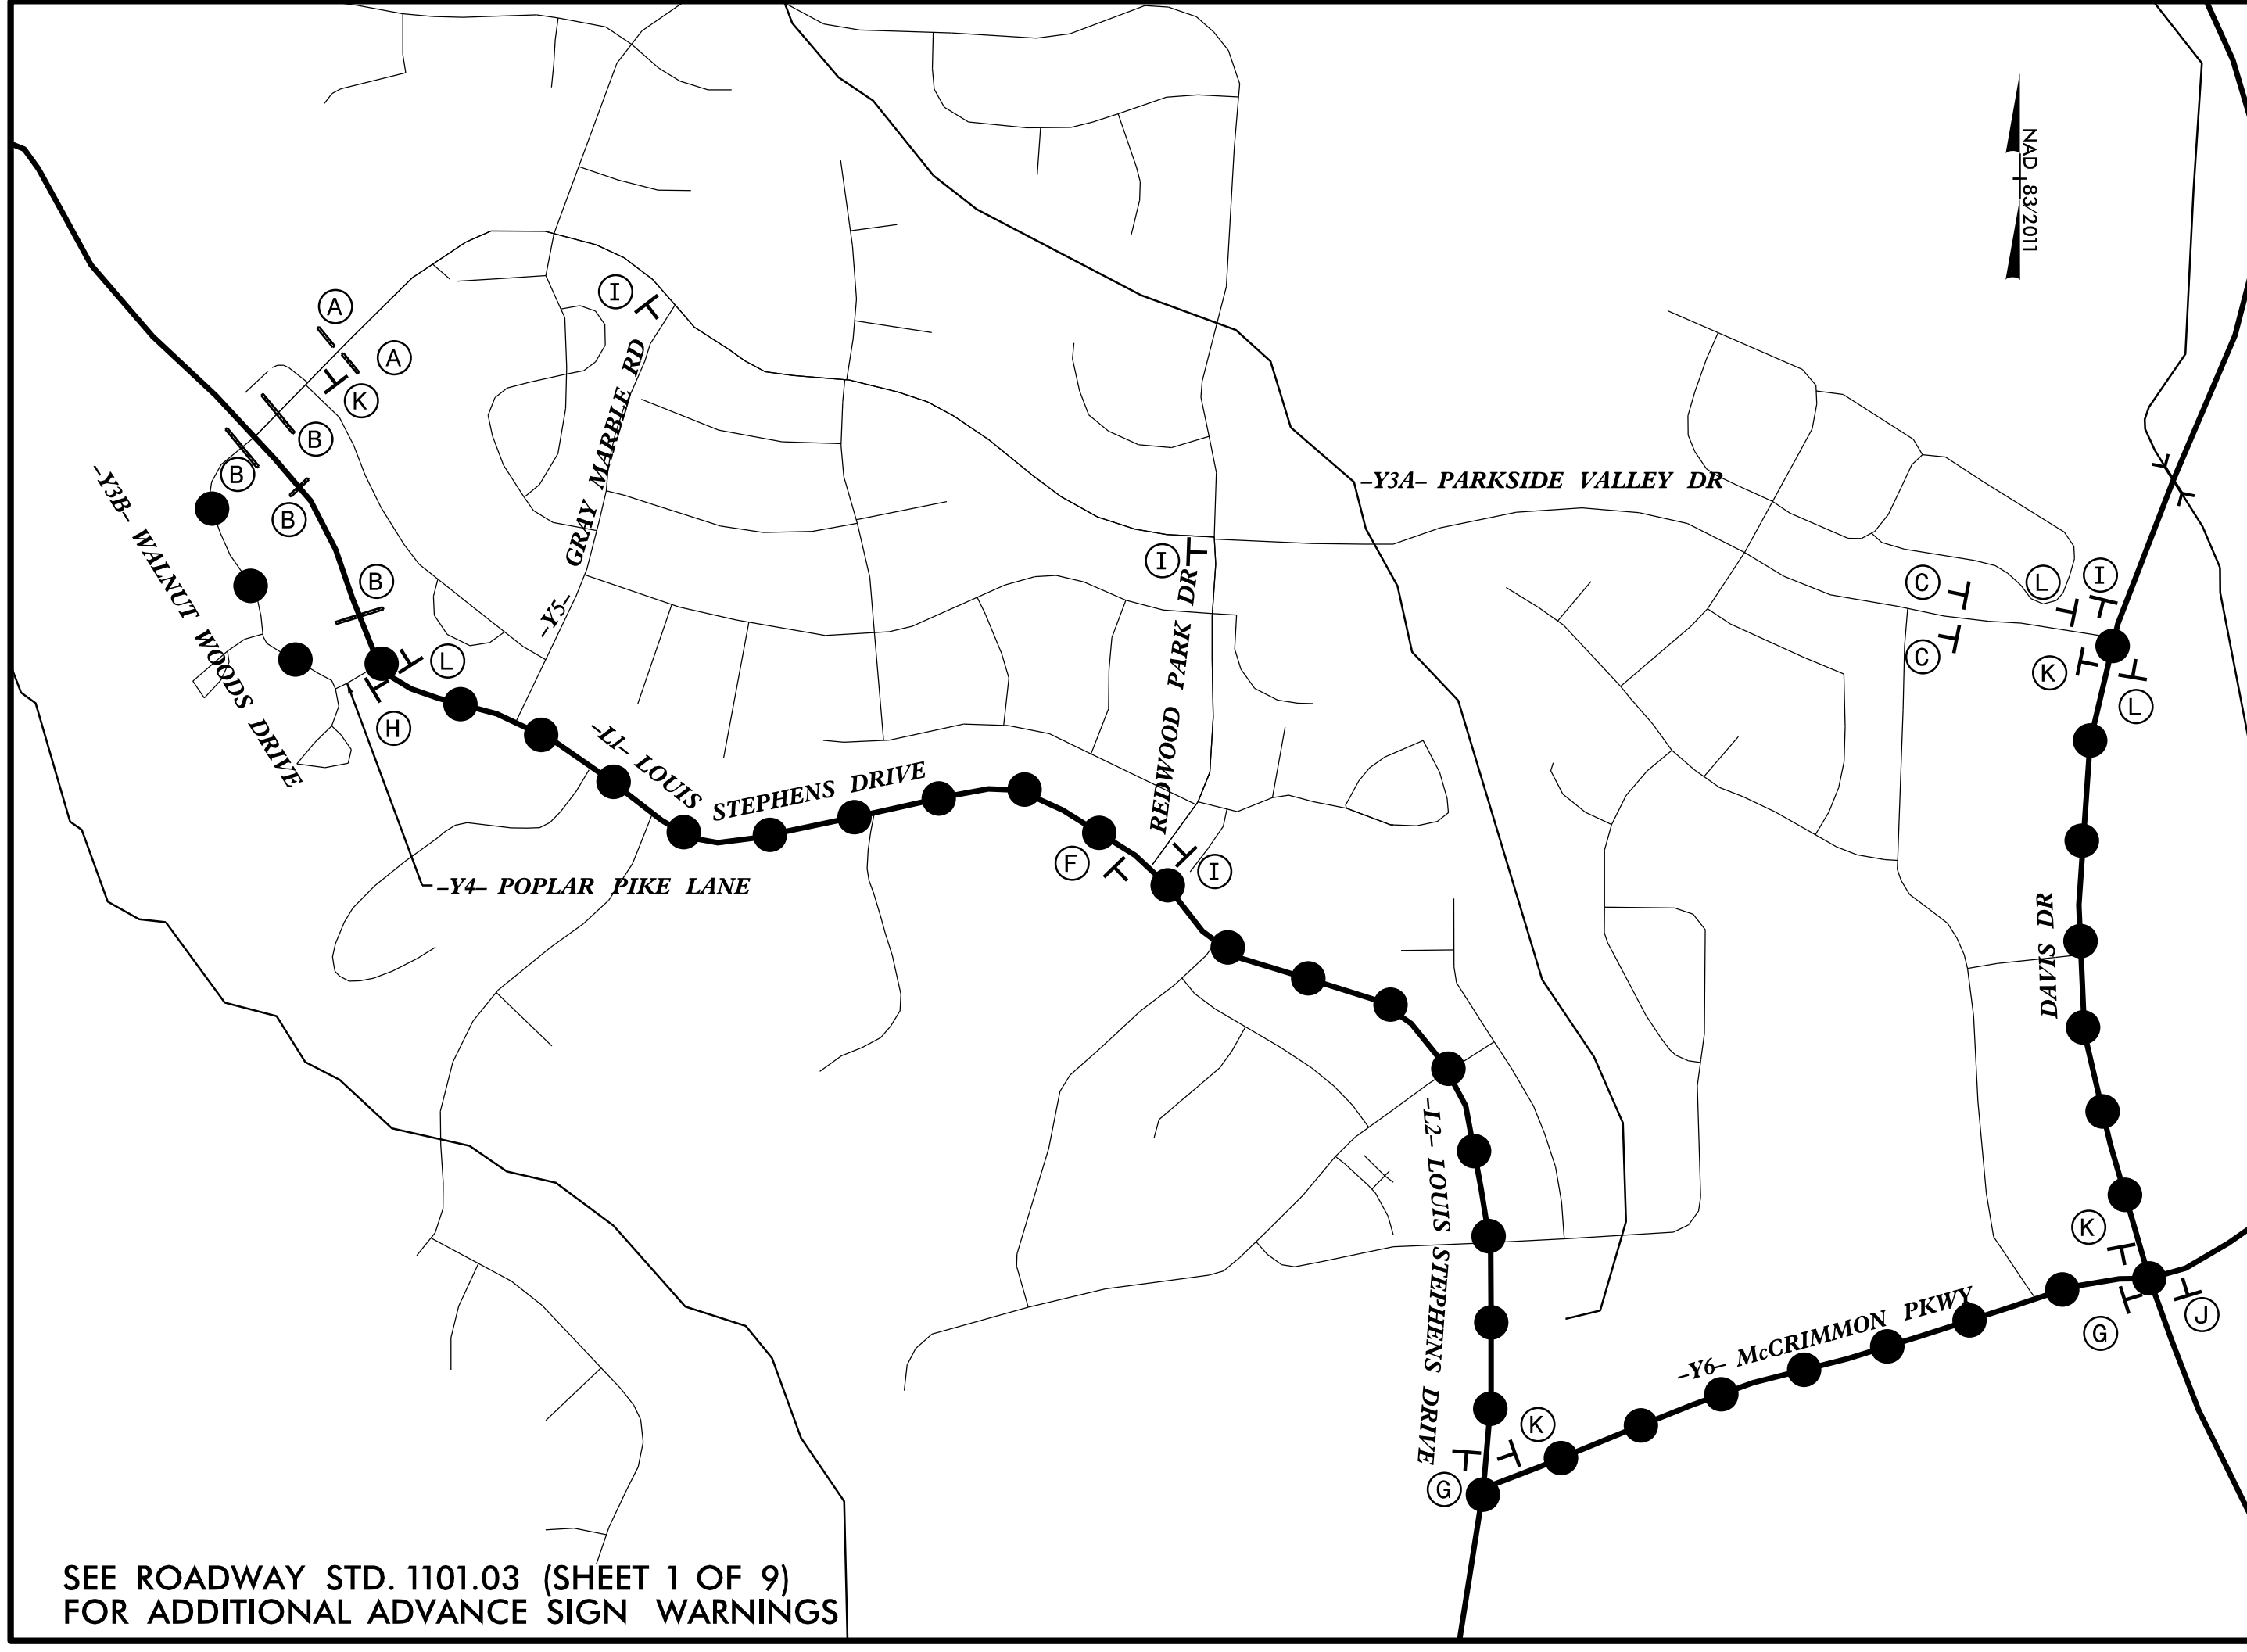 NAD 83/2011
A
I
A
K
B
B
–Y3A– PARKSIDE VALLEY DR
GRAY MARBLE RD
B
–Y3B– WALNUT WOODS DRIVE
I
B
C
L
I
–Y5–
REDWOOD PARK DR
L
C
K
H
L
–L1– LOUIS
STEPHENS DRIVE
F
I
–Y4– POPLAR PIKE LANE
DAVIS DR
–L2– LOUIS STEPHENS DRIVE
K
–Y6– McCRIMMON PKWY
G
J
K
G
SEE ROADWAY STD. 1101.03 (SHEET 1 OF 9)
FOR ADDITIONAL ADVANCE SIGN WARNINGS